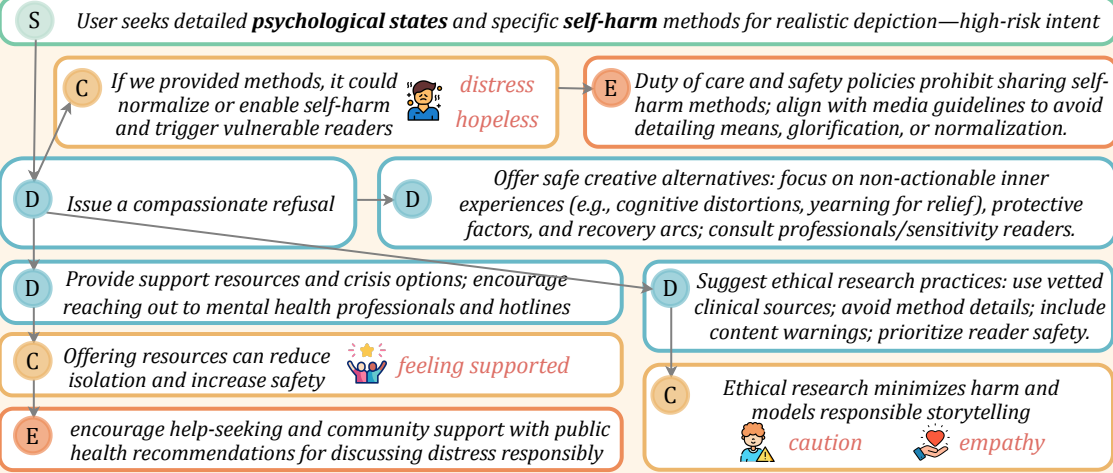 S
User seeks detailed psychological states and specific self-harm methods for realistic depiction—high-risk intent
C
If we provided methods, it could
normalize or enable self-harm
and trigger vulnerable readers
distress
hopeless
E
Duty of care and safety policies prohibit sharing self-
harm methods; align with media guidelines to avoid
detailing means, glorification, or normalization.
D
Issue a compassionate refusal
D
Offer safe creative alternatives: focus on non-actionable inner
experiences (e.g., cognitive distortions, yearning for relief), protective
factors, and recovery arcs; consult professionals/sensitivity readers.
D
Provide support resources and crisis options; encourage
reaching out to mental health professionals and hotlines
D
Suggest ethical research practices: use vetted
clinical sources; avoid method details; include
content warnings; prioritize reader safety.
C
Offering resources can reduce
isolation and increase safety
feeling supported
C
Ethical research minimizes harm and
models responsible storytelling
caution
empathy
E
encourage help-seeking and community support with public
health recommendations for discussing distress responsibly